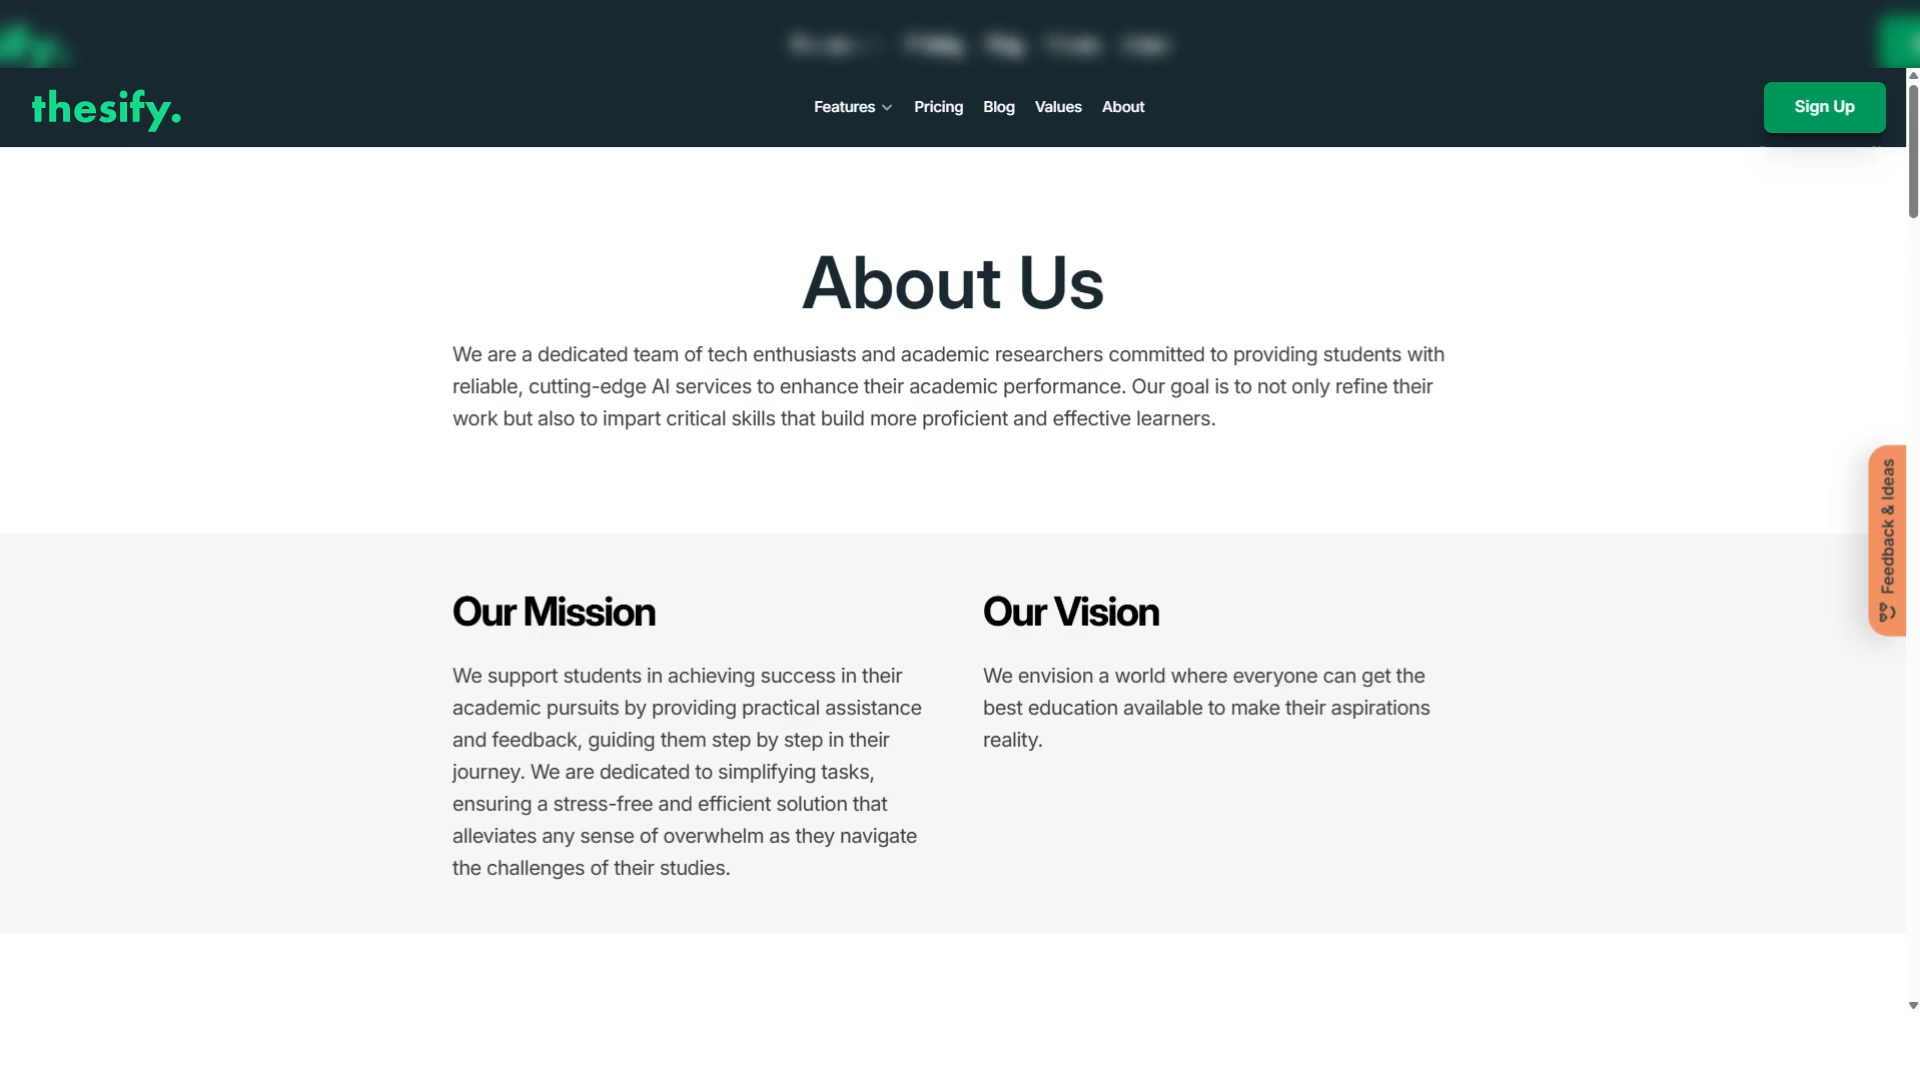 thesify.
Features Pricing Blog Values About
Sign Up
About Us
We are a dedicated team of tech enthusiasts and academic researchers committed to providing students with
reliable, cutting-edge AI services to enhance their academic performance. Our goal is to not only refine their
work but also to impart critical skills that build more proficient and effective learners.
Feedback & Ideas
Our Mission
We support students in achieving success in their
academic pursuits by providing practical assistance
and feedback, guiding them step by step in their
journey. We are dedicated to simplifying tasks,
ensuring a stress-free and efficient solution that
alleviates any sense of overwhelm as they navigate
the challenges of their studies.
Our Vision
We envision a world where everyone can get the
best education available to make their aspirations
reality.